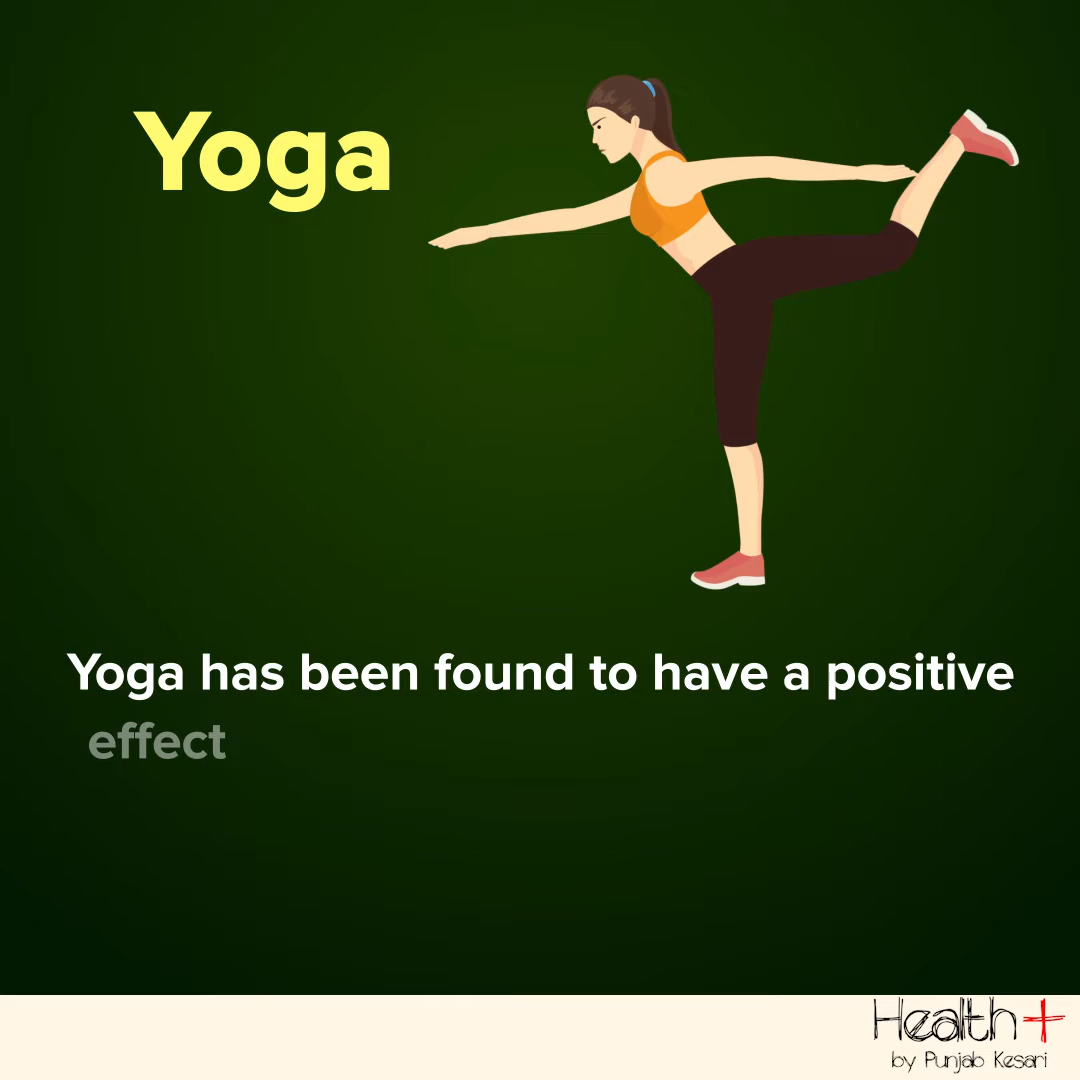 Yoga
Yoga has been found to have a positive
effect
Health+
by Punjab Kesari